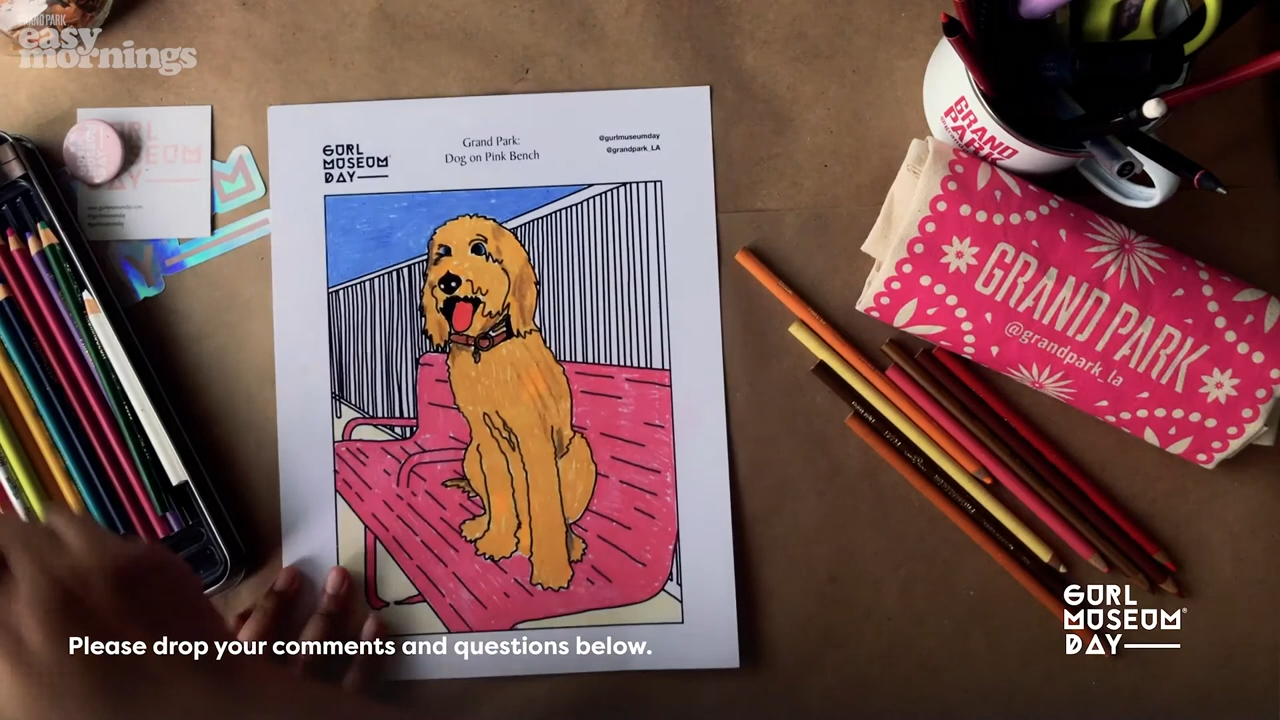 GRAND PARK
easy
mornings
GURL
MUSEUM
DAY
GURL
MUSEUM®
DAY
Grand Park:
Dog on Pink Bench
@gurlmuseumday
@grandpark_LA
GRAND
PARK
GRAND PARK
@grandpark_la
Please drop your comments and questions below.
GURL
MUSEUM®
DAY